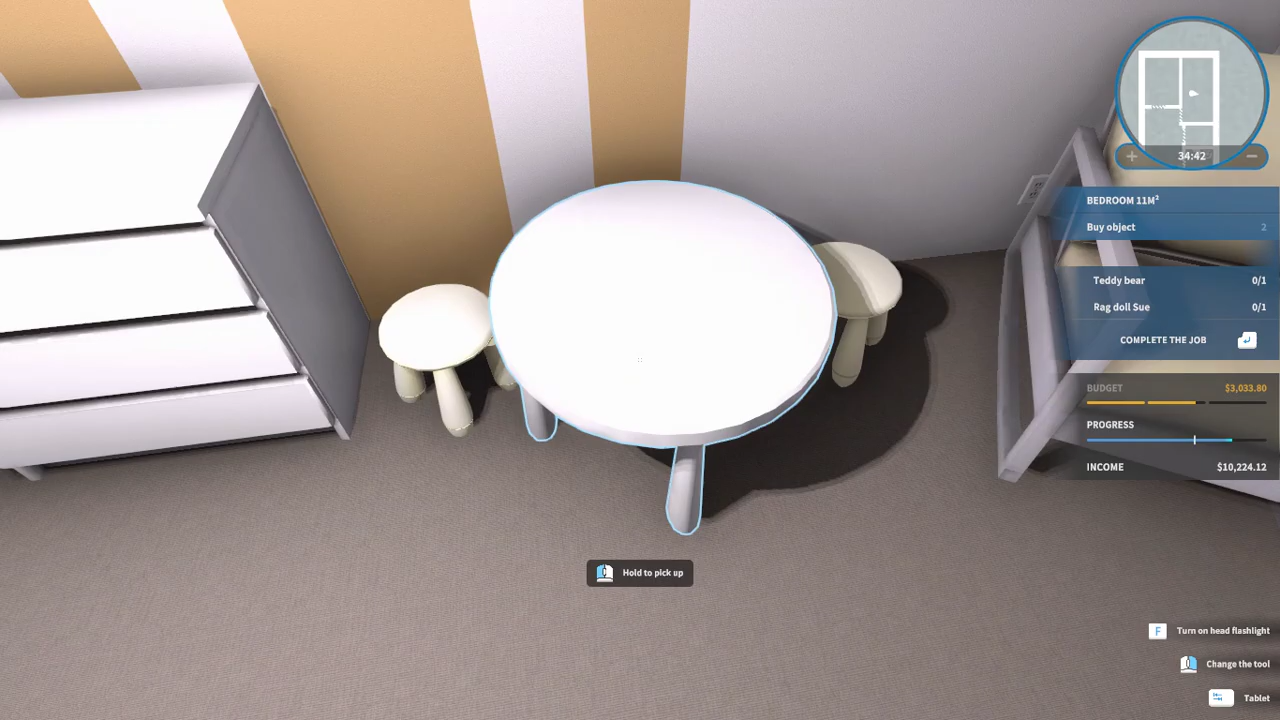 34:42
BEDROOM 11M²
Buy object 2
Teddy bear 0/1
Rag doll Sue 0/1
COMPLETE THE JOB
BUDGET $3,033.80
PROGRESS
INCOME $10,224.12
Hold to pick up
F Turn on head flashlight
Change the tool
Tablet